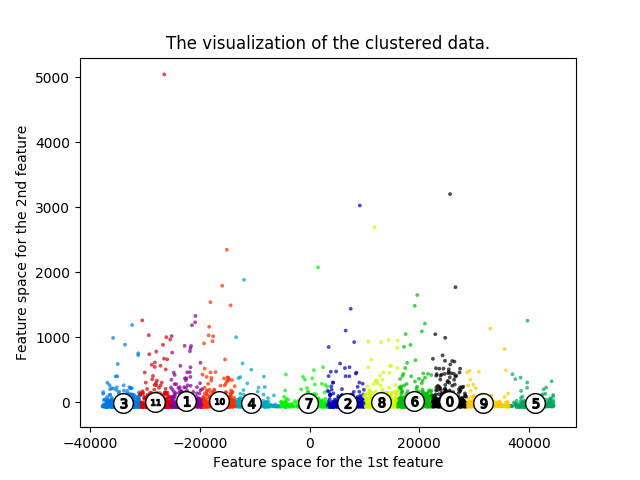 The visualization of the clustered data.
5000
4000
3000
2000
1000
0
Feature space for the 2nd feature
3 11 1 10 4 7 2 8 6 0 9 5
−40000 −20000 0 20000 40000
Feature space for the 1st feature